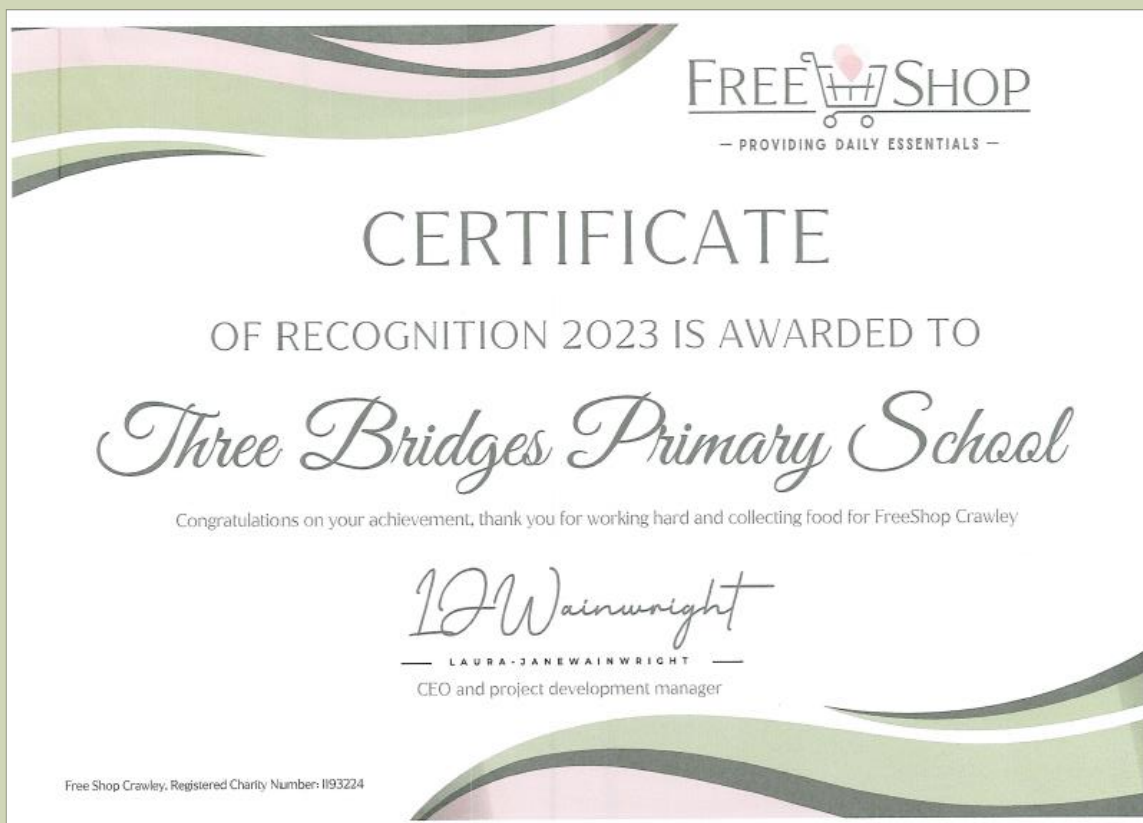 FREE SHOP
— PROVIDING DAILY ESSENTIALS —
CERTIFICATE
OF RECOGNITION 2023 IS AWARDED TO
Three Bridges Primary School
Congratulations on your achievement, thank you for working hard and collecting food for FreeShop Crawley
LJWainwright
LAURA-JANEWAINWRIGHT
CEO and project development manager
Free Shop Crawley. Registered Charity Number: 1193224